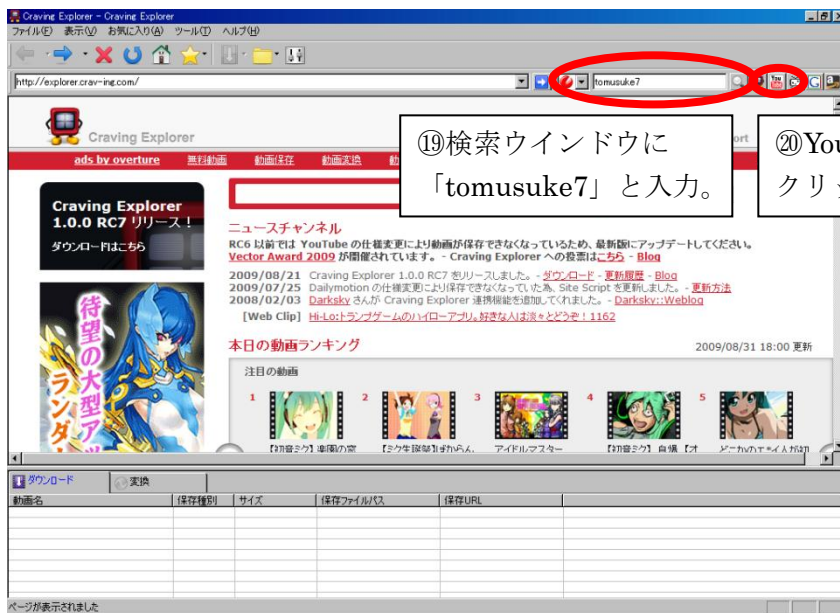 Craving Explorer - Craving Explorer
ファイル(F) 表示(V) お気に入り(A) ツール(T) ヘルプ(H)
http://explorer.crav-ing.com/
tomusuke7
Craving Explorer
port
⑲検索ウインドウに
「tomusuke7」と入力。
⑳You
クリ
ads by overture 無料動画 動画保存 動画変換 動
Craving Explorer
1.0.0 RC7 リリース!
ダウンロードはこちら
ニュースチャンネル
RC6 以前では YouTube の仕様変更により動画が保存できなくなっているため、最新版にアップデートしてください。
Vector Award 2009 が開催されています。 - Craving Explorer への投票はこちら - Blog
2009/08/21 Craving Explorer 1.0.0 RC7 をリリースしました。 - ダウンロード - 更新履歴 - Blog
2009/07/25 Dailymotion の仕様変更により保存できなくなっていた為、Site Script を更新しました。 - 更新方法
2008/02/03 Darksky さんが Craving Explorer 連携機能を追加してくれました。 - Darksky::Weblog
[Web Clip] Hi-Lo:トランプゲームのハイローアプリ。好きな人は淡々とどうぞ! 1162
待望の大型アッ
ランダ
本日の動画ランキング
2009/08/31 18:00 更新
注目の動画
1 2 3 4 5
【初音ミク】 楽園の 【ミク生誕祭】 アイドルマスター 【初音ミク】 自爆 【オ
ダウンロード 変換
動画名 保存種別 サイズ 保存ファイルパス 保存URL
ページが表示されました